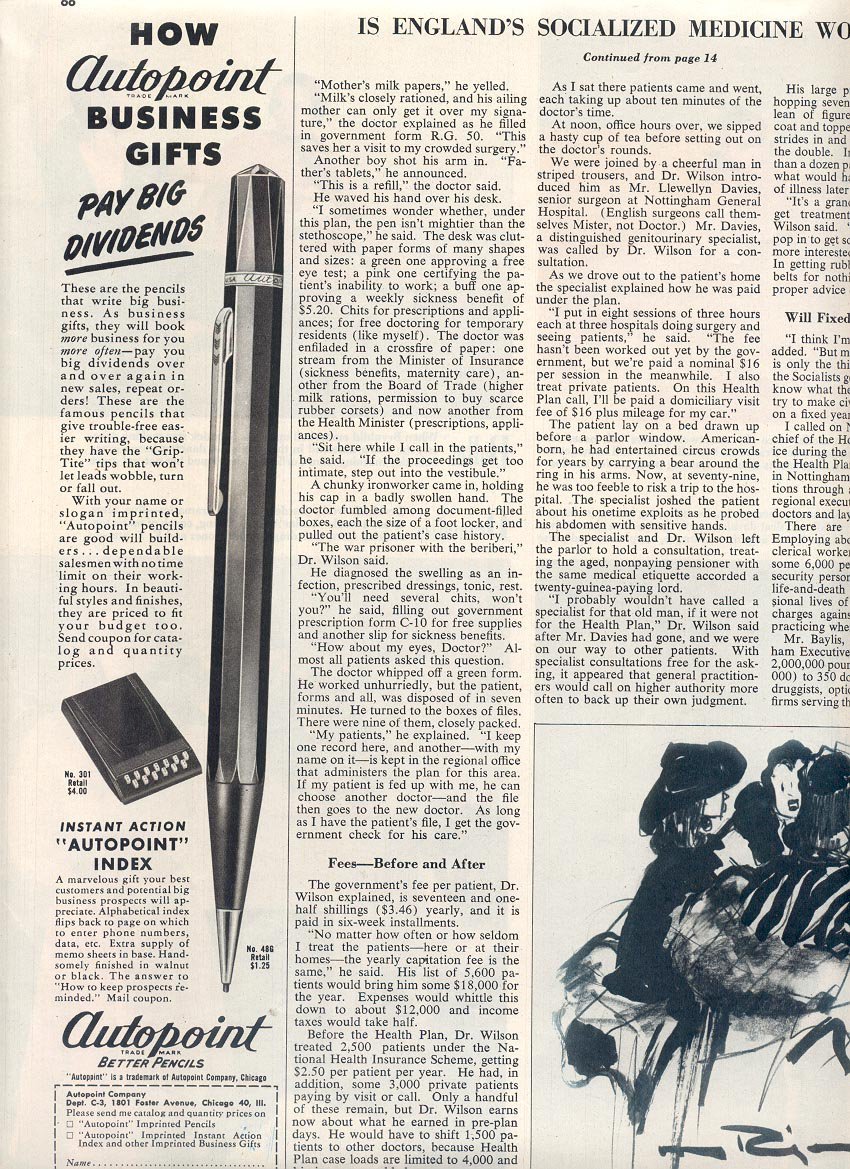 HOW
Autopoint
TRADE MARK
BUSINESS
GIFTS
PAY BIG
DIVIDENDS
These are the pencils
that write big busi-
ness. As business
gifts, they will book
more business for you
more often—pay you
big dividends over
and over again in
new sales, repeat or-
ders! These are the
famous pencils that
give trouble-free eas-
ier writing, because
they have the "Grip-
Tite" tips that won't
let leads wobble, turn
or fall out.
With your name or
slogan imprinted,
"Autopoint" pencils
are good will build-
ers... dependable
salesmen with no time
limit on their work-
ing hours. In beauti-
ful styles and finishes,
they are priced to fit
your budget too.
Send coupon for cata-
log and quantity
prices.
No. 301
Retail
$4.00
INSTANT ACTION
"AUTOPOINT"
INDEX
A marvelous gift your best
customers and potential big
business prospects will ap-
preciate. Alphabetical index
flips back to page on which
to enter phone numbers,
data, etc. Extra supply of
memo sheets in base. Hand-
somely finished in walnut
or black. The answer to
"How to keep prospects re-
minded." Mail coupon.
No. 48G
Retail
$1.25
Autopoint
TRADE MARK
BETTER PENCILS
"Autopoint" is a trademark of Autopoint Company, Chicago
Autopoint Company
Dept. C-3, 1801 Foster Avenue, Chicago 40, Ill.
Please send me catalog and quantity prices on
□ "Autopoint" Imprinted Pencils
□ "Autopoint" Imprinted Instant Action
Index and other Imprinted Business Gifts
Name
IS ENGLAND'S SOCIALIZED MEDICINE WO
Continued from page 14
"Mother's milk papers," he yelled.
"Milk's closely rationed, and his ailing
mother can only get it over my signa-
ture," the doctor explained as he filled
in government form R.G. 50. "This
saves her a visit to my crowded surgery."
Another boy shot his arm in. "Fa-
ther's tablets," he announced.
"This is a refill," the doctor said.
He waved his hand over his desk.
"I sometimes wonder whether, under
this plan, the pen isn't mightier than the
stethoscope," he said. The desk was clut-
tered with paper forms of many shapes
and sizes: a green one approving a free
eye test; a pink one certifying the pa-
tient's inability to work; a buff one ap-
proving a weekly sickness benefit of
$5.20. Chits for prescriptions and appli-
ances; for free doctoring for temporary
residents (like myself). The doctor was
enfiladed in a crossfire of paper: one
stream from the Minister of Insurance
(sickness benefits, maternity care), an-
other from the Board of Trade (higher
milk rations, permission to buy scarce
rubber corsets) and now another from
the Health Minister (prescriptions, appli-
ances).
"Sit here while I call in the patients,"
he said. "If the proceedings get too
intimate, step out into the vestibule."
A chunky ironworker came in, holding
his cap in a badly swollen hand. The
doctor fumbled among document-filled
boxes, each the size of a foot locker, and
pulled out the patient's case history.
"The war prisoner with the beriberi,"
Dr. Wilson said.
He diagnosed the swelling as an in-
fection, prescribed dressings, tonic, rest.
"You'll need several chits, won't
you?" he said, filling out government
prescription form C-10 for free supplies
and another slip for sickness benefits.
"How about my eyes, Doctor?" Al-
most all patients asked this question.
The doctor whipped off a green form.
He worked unhurriedly, but the patient,
forms and all, was disposed of in seven
minutes. He turned to the boxes of files.
There were nine of them, closely packed.
"My patients," he explained. "I keep
one record here, and another—with my
name on it—is kept in the regional office
that administers the plan for this area.
If my patient is fed up with me, he can
choose another doctor—and the file
then goes to the new doctor. As long
as I have the patient's file, I get the gov-
ernment check for his care."
Fees—Before and After
The government's fee per patient, Dr.
Wilson explained, is seventeen and one-
half shillings ($3.46) yearly, and it is
paid in six-week installments.
"No matter how often or how seldom
I treat the patients—here or at their
homes—the yearly capitation fee is the
same," he said. His list of 5,600 pa-
tients would bring him some $18,000 for
the year. Expenses would whittle this
down to about $12,000 and income
taxes would take half.
Before the Health Plan, Dr. Wilson
treated 2,500 patients under the Na-
tional Health Insurance Scheme, getting
$2.50 per patient per year. He had, in
addition, some 3,000 private patients
paying by visit or call. Only a handful
of these remain, but Dr. Wilson earns
now about what he earned in pre-plan
days. He would have to shift 1,500 pa-
tients to other doctors, because Health
Plan case loads are limited to 4,000 and
As I sat there patients came and went,
each taking up about ten minutes of the
doctor's time.
At noon, office hours over, we sipped
a hasty cup of tea before setting out on
the doctor's rounds.
We were joined by a cheerful man in
striped trousers, and Dr. Wilson intro-
duced him as Mr. Llewellyn Davies,
senior surgeon at Nottingham General
Hospital. (English surgeons call them-
selves Mister, not Doctor.) Mr. Davies,
a distinguished genitourinary specialist,
was called by Dr. Wilson for a con-
sultation.
As we drove out to the patient's home
the specialist explained how he was paid
under the plan.
"I put in eight sessions of three hours
each at three hospitals doing surgery and
seeing patients," he said. "The fee
hasn't been worked out yet by the gov-
ernment, but we're paid a nominal $16
per session in the meanwhile. I also
treat private patients. On this Health
Plan call, I'll be paid a domiciliary visit
fee of $16 plus mileage for my car."
The patient lay on a bed drawn up
before a parlor window. American-
born, he had entertained circus crowds
for years by carrying a bear around the
ring in his arms. Now, at seventy-nine,
he was too feeble to risk a trip to the hos-
pital. The specialist joshed the patient
about his onetime exploits as he probed
his abdomen with sensitive hands.
The specialist and Dr. Wilson left
the parlor to hold a consultation, treat-
ing the aged, nonpaying pensioner with
the same medical etiquette accorded a
twenty-guinea-paying lord.
"I probably wouldn't have called a
specialist for that old man, if it were not
for the Health Plan," Dr. Wilson said
after Mr. Davies had gone, and we were
on our way to other patients. With
specialist consultations free for the ask-
ing, it appeared that general practition-
ers would call on higher authority more
often to back up their own judgment.
His large p
hopping seven
lean of figure
coat and toppe
strides in and
the double. I
than a dozen p
what would h
of illness later
"It's a gran
get treatment
Wilson said. "
pop in to get s
more intereste
In getting rub
belts for nothi
proper advice
Will Fixed
"I think I'm
added. "But m
is only the thi
the Socialists g
know what the
try to make civ
on a fixed yea
I called on
chief of the H
ice during the
the Health Pla
in Nottingham
tions through
regional execut
doctors and lay
There are
Employing abo
clerical worke
some 6,000 pe
security person
life-and-death
sional lives of
charges agains
practicing whe
Mr. Baylis,
ham Executive
2,000,000 poun
000) to 350 do
druggists, optic
firms serving th